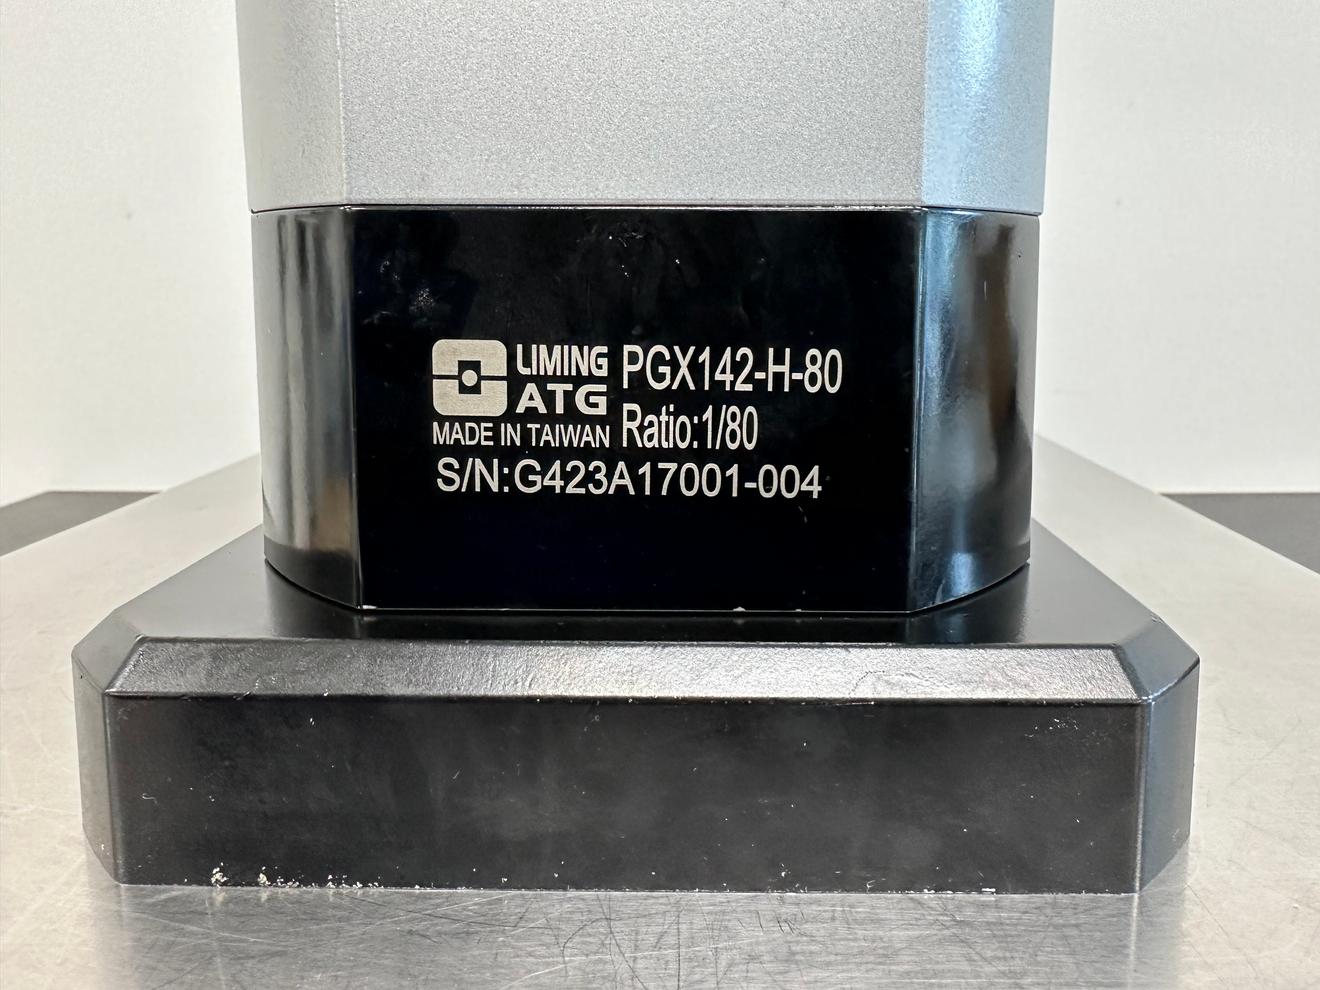 LIMING
ATG
PGX142-H-80
Ratio:1/80
MADE IN TAIWAN
S/N:G423A17001-004